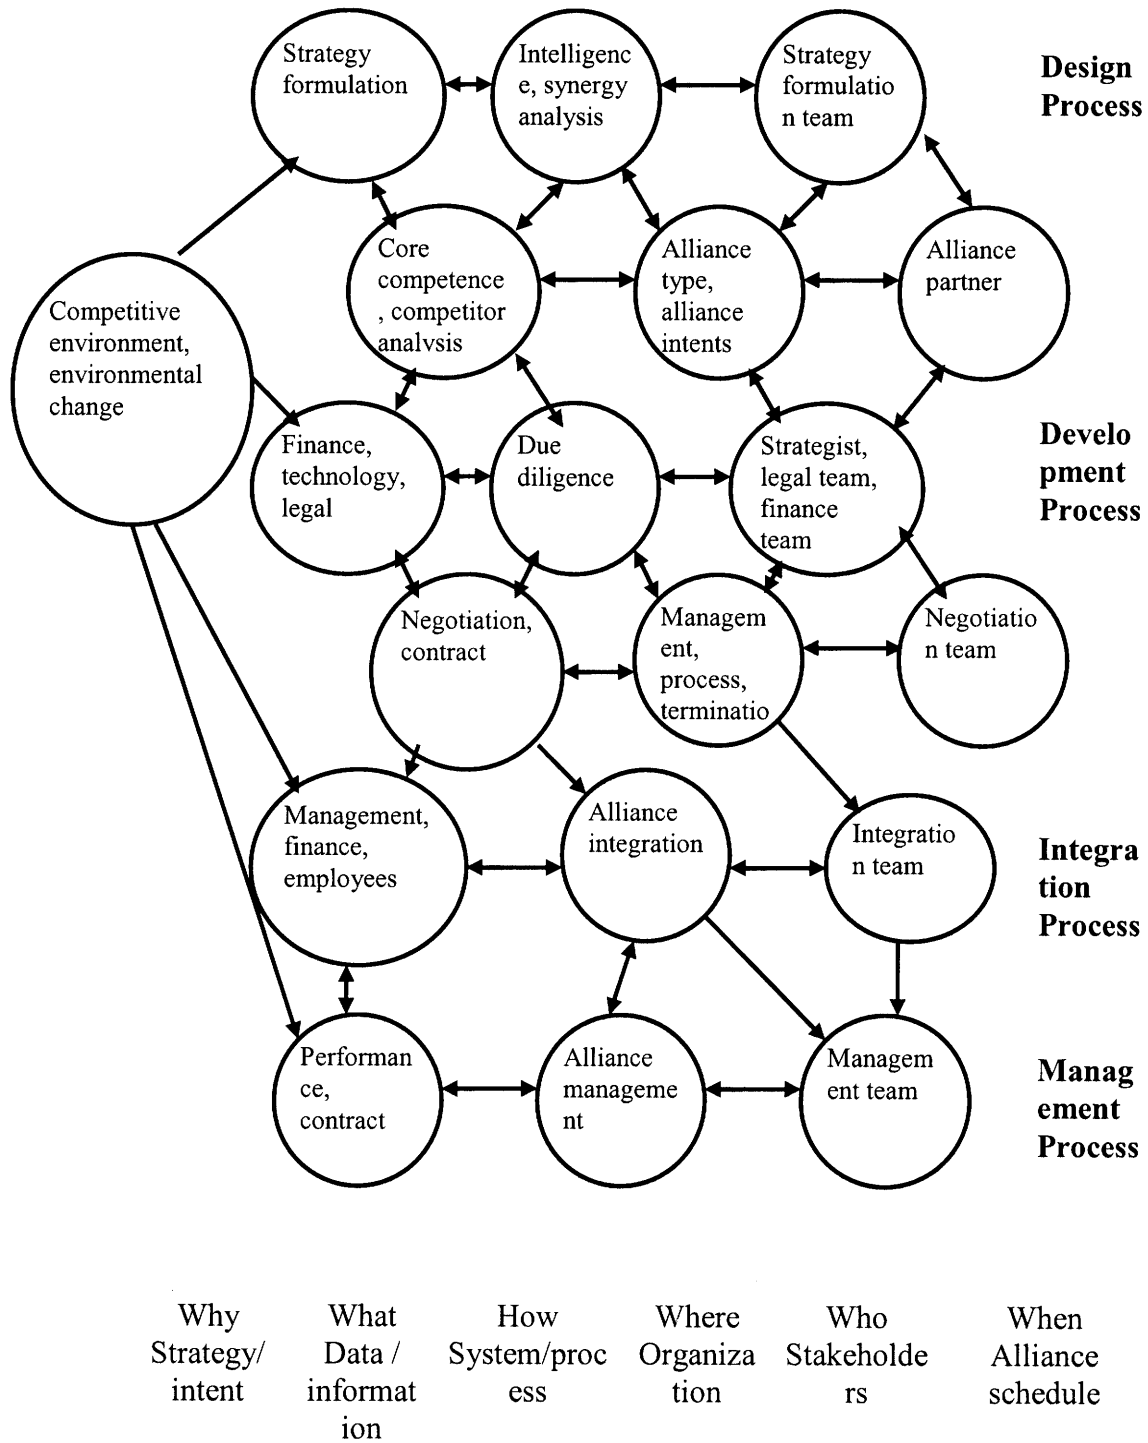 Strategy
formulation
Intelligenc
e, synergy
analysis
Strategy
formulatio
n team
Design
Process
Core
competence
, competitor
analysis
Alliance
type,
alliance
intents
Alliance
partner
Competitive
environment,
environmental
change
Finance,
technology,
legal
Due
diligence
Strategist,
legal team,
finance
team
Develo
pment
Process
Negotiation,
contract
Managem
ent,
process,
terminatio
Negotiatio
n team
Management,
finance,
employees
Alliance
integration
Integratio
n team
Integra
tion
Process
Performan
ce,
contract
Alliance
manageme
nt
Managem
ent team
Manag
ement
Process
Why
Strategy/
intent
What
Data /
informat
ion
How
System/proc
ess
Where
Organiza
tion
Who
Stakeholde
rs
When
Alliance
schedule